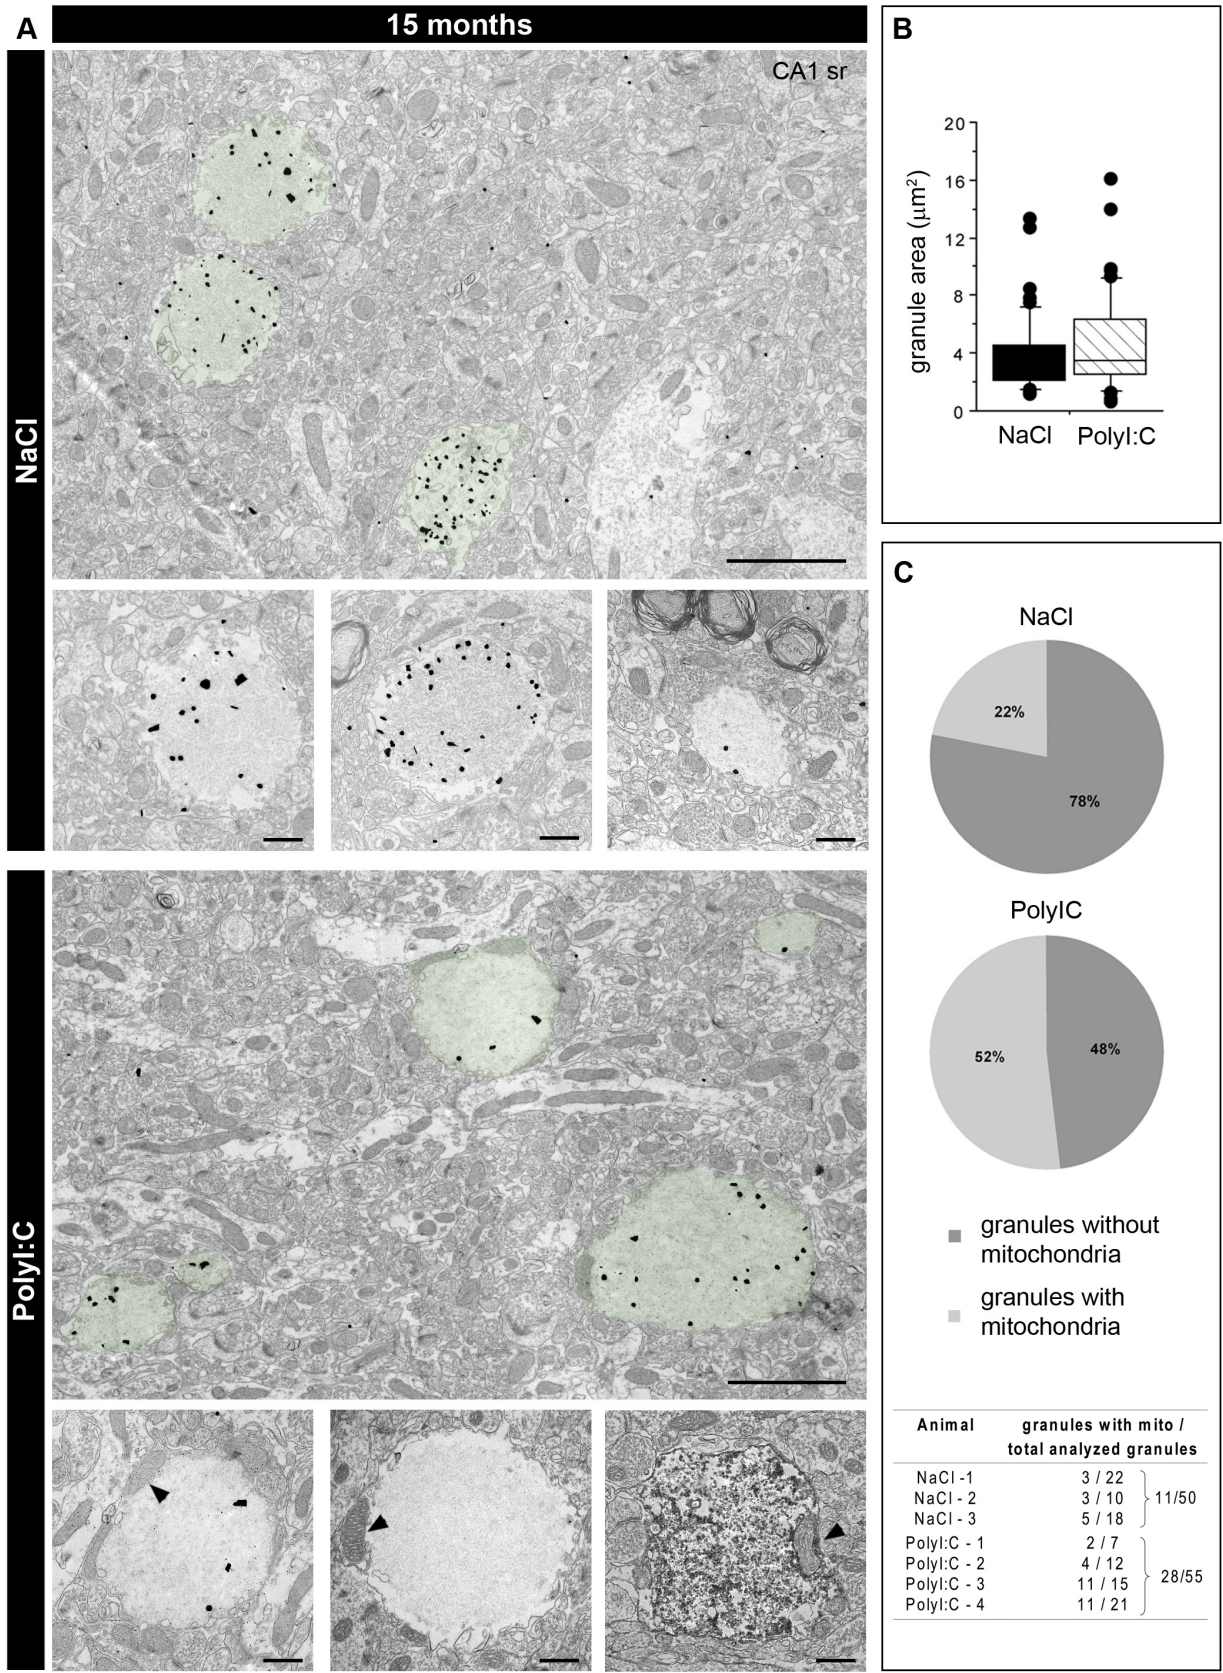 A
15 months
CA1 sr
NaCl
PolyI:C
B
20
16
12
8
4
0
granule area (μm²)
NaCl
PolyI:C
C
NaCl
22%
78%
PolyIC
52%
48%
granules without
mitochondria
granules with
mitochondria
Animal granules with mito /
total analyzed granules
NaCl -1 3 / 22
NaCl - 2 3 / 10 11/50
NaCl - 3 5 / 18
PolyI:C - 1 2 / 7
PolyI:C - 2 4 / 12
PolyI:C - 3 11 / 15 28/55
PolyI:C - 4 11 / 21